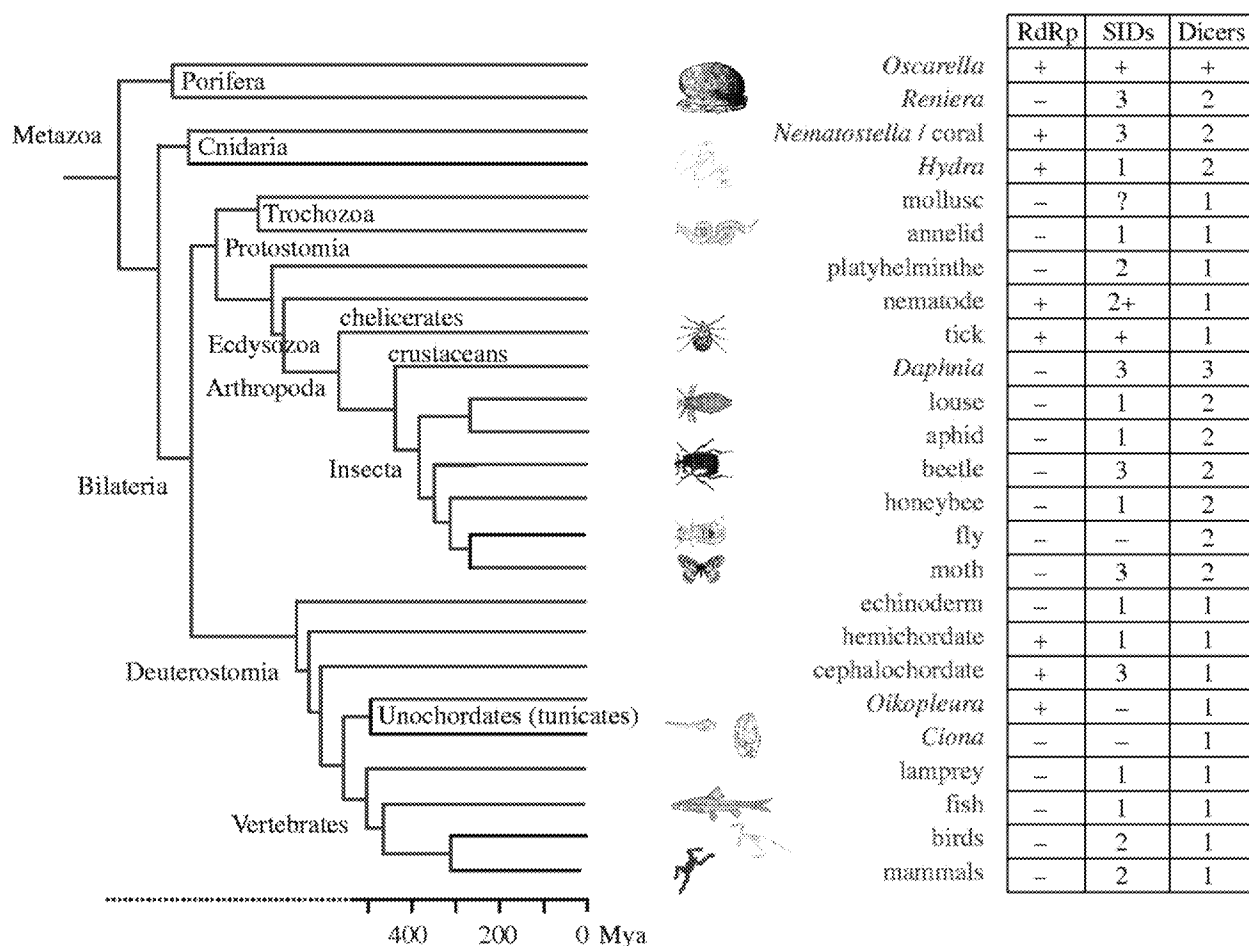 RdRp SIDs Dicers
Oscarella + + +
Porifera
Reniera – 3 2
Metazoa
Nematostella / coral + 3 2
Cnidaria
Hydra + 1 2
mollusc – ? 1
Trochozoa
annelid – 1 1
Protostomia
platyhelminthe – 2 1
nematode + 2+ 1
chelicerates
tick + + 1
Ecdysozoa
crustaceans
Daphnia – 3 3
Arthropoda
louse – 1 2
aphid – 1 2
Insecta
beetle – 3 2
Bilateria
honeybee – 1 2
fly – – 2
moth – 3 2
echinoderm – 1 1
hemichordate + 1 1
Deuterostomia
cephalochordate + 3 1
Oikopleura + – 1
Unochordates (tunicates)
Ciona – – 1
lamprey – 1 1
fish – 1 1
Vertebrates
birds – 2 1
mammals – 2 1
400 200 0 Mya